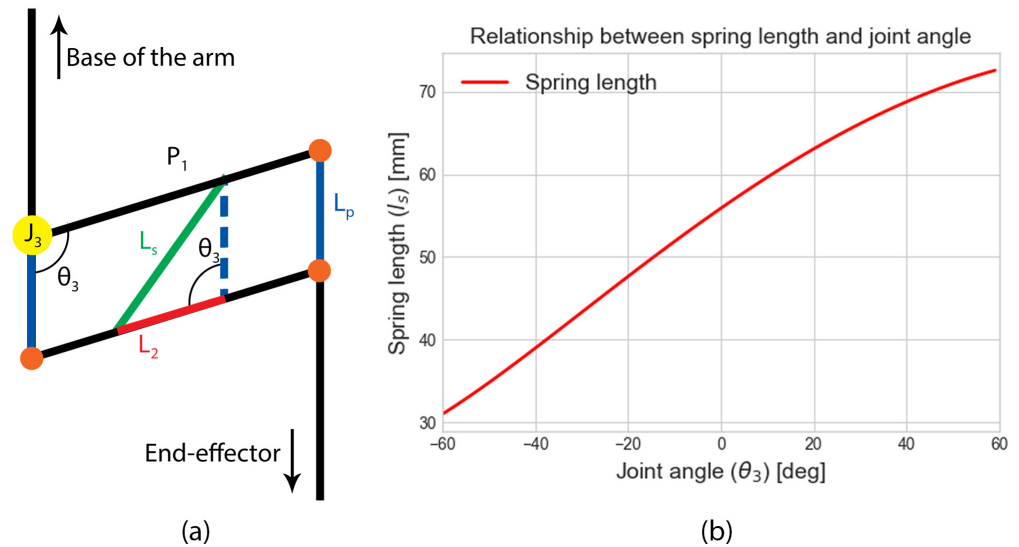 Base of the arm
P1
J3
θ3
Ls
θ3
Lp
L2
End-effector
(a)
Relationship between spring length and joint angle
Spring length
Spring length (ls) [mm]
70
60
50
40
30
−60 −40 −20 0 20 40 60
Joint angle (θ3) [deg]
(b)